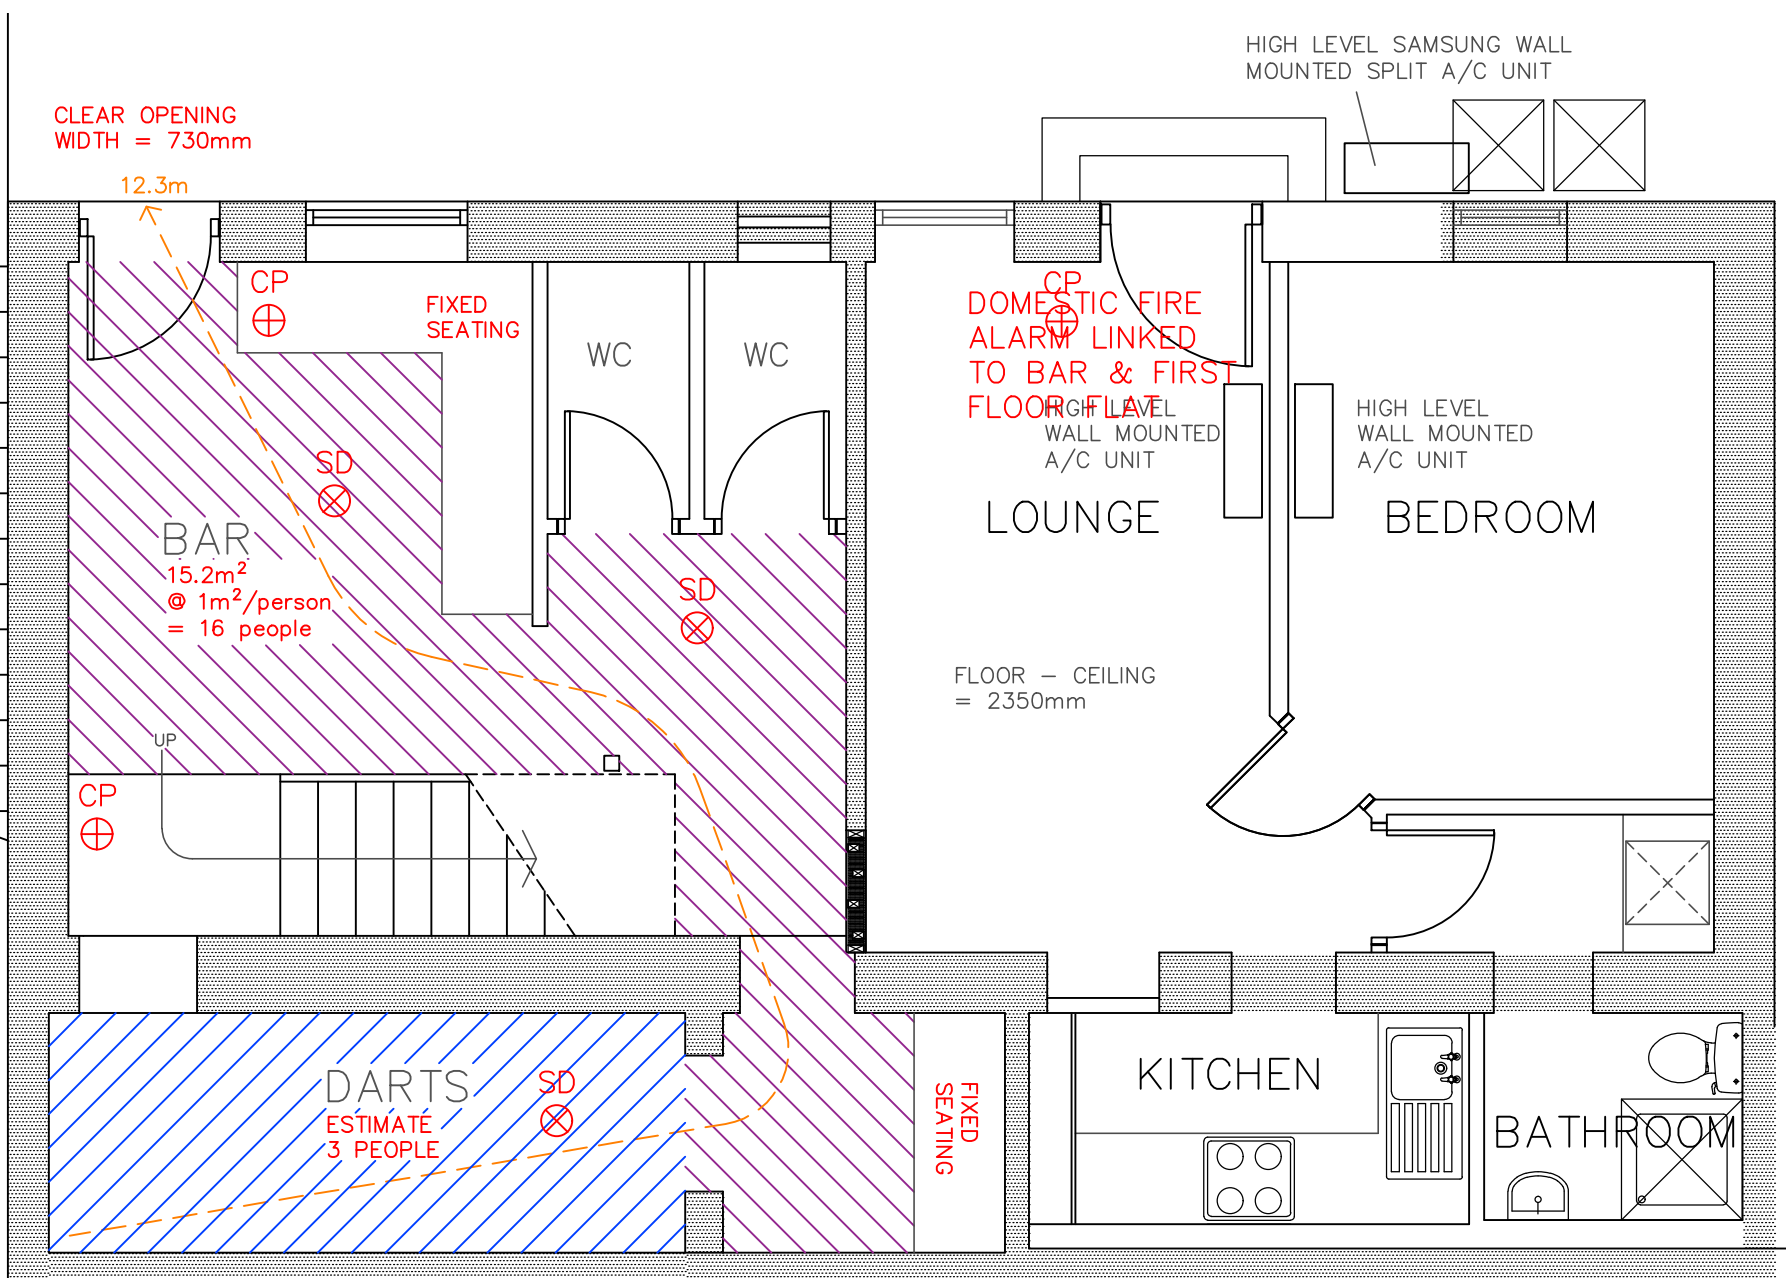 HIGH LEVEL SAMSUNG WALL
MOUNTED SPLIT A/C UNIT
CLEAR OPENING
WIDTH = 730mm
12.3m
CP
FIXED
SEATING
WC
WC
CP
DOMESTIC FIRE
ALARM LINKED
TO BAR & FIRST
FLOOR FLAT
HIGH LEVEL
WALL MOUNTED
A/C UNIT
HIGH LEVEL
WALL MOUNTED
A/C UNIT
SD
LOUNGE
BEDROOM
BAR
15.2m²
@ 1m²/person
= 16 people
SD
FLOOR – CEILING
= 2350mm
UP
CP
DARTS
ESTIMATE
3 PEOPLE
SD
FIXED
SEATING
KITCHEN
BATHROOM